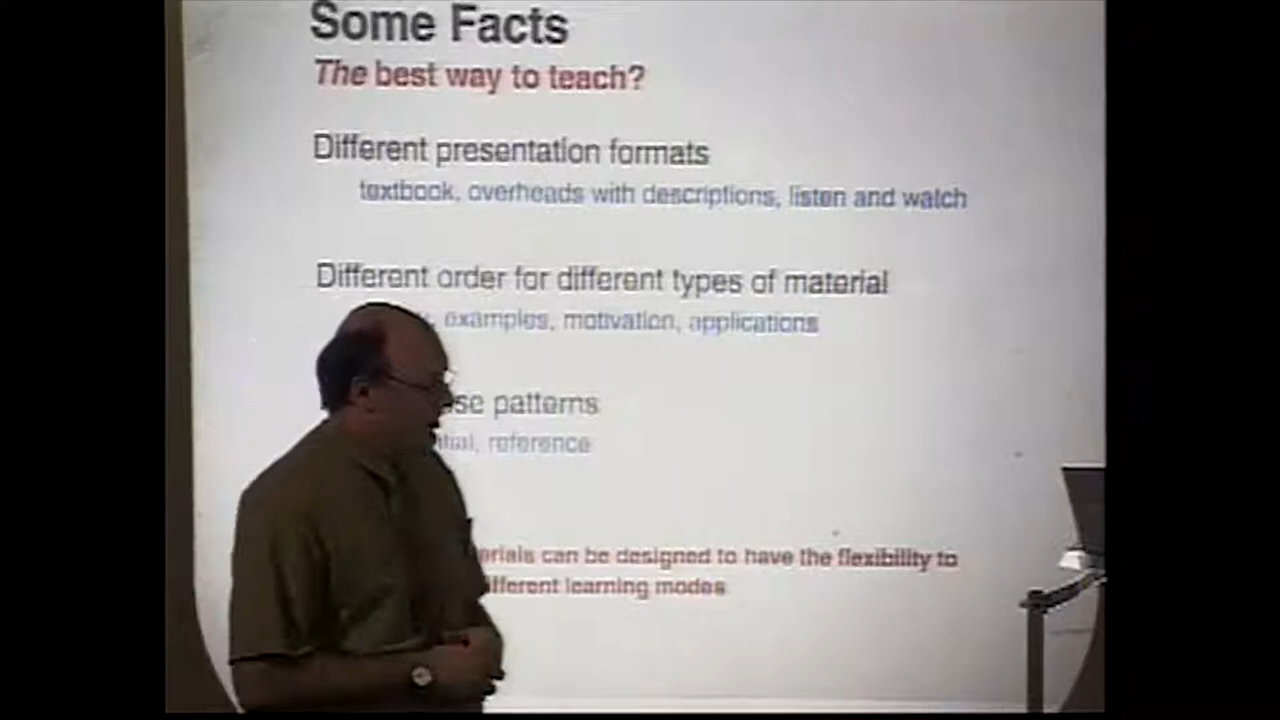 Some Facts
The best way to teach?
Different presentation formats
textbook, overheads with descriptions, listen and watch
Different order for different types of material
examples, motivation, applications
patterns
reference
can be designed to have the flexibility to
learning modes